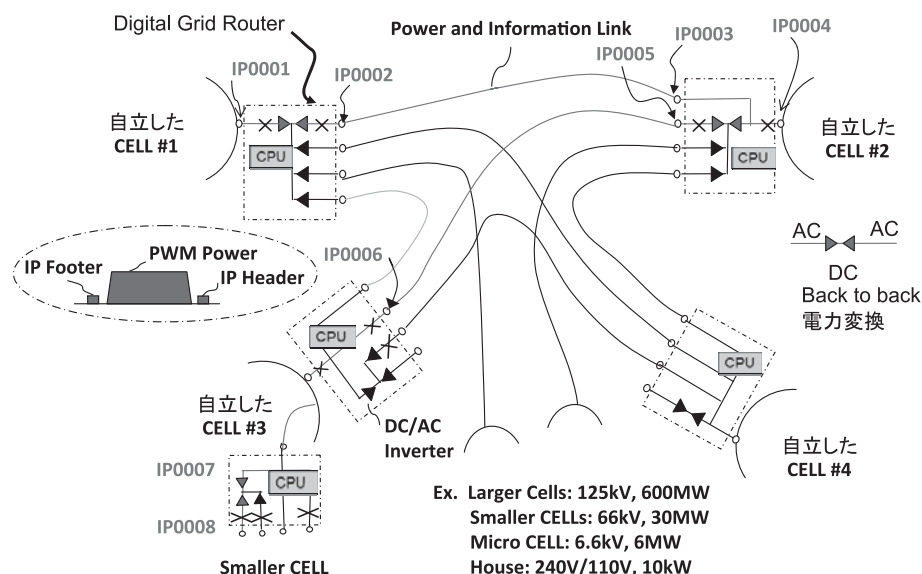 Digital Grid Router
Power and Information Link
IP0001
IP0002
IP0005
IP0003
IP0004
自立した
CELL #1
CPU
CPU
自立した
CELL #2
AC
AC
DC
Back to back
電力変換
PWM Power
IP Footer
IP Header
IP0006
CPU
CPU
自立した
CELL #3
DC/AC
Inverter
自立した
CELL #4
IP0007
CPU
IP0008
Smaller CELL
Ex. Larger Cells: 125kV, 600MW
Smaller CELLs: 66kV, 30MW
Micro CELL: 6.6kV, 6MW
House: 240V/110V, 10kW